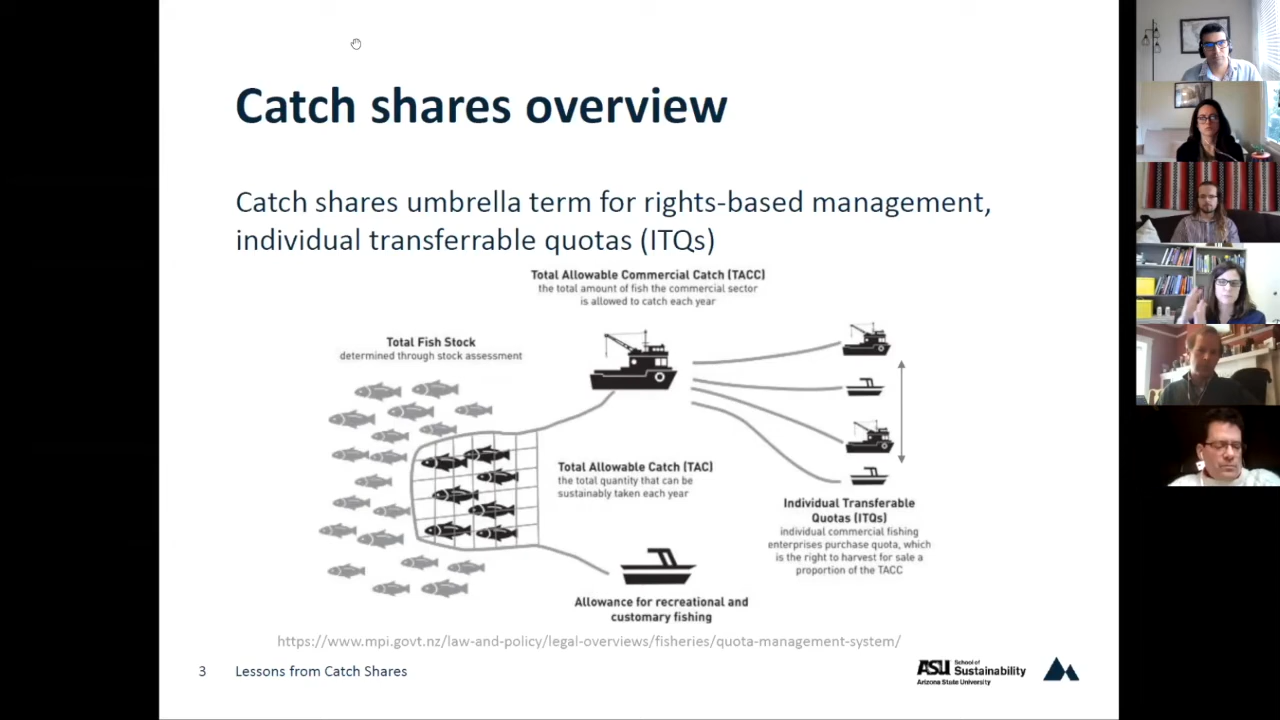 Catch shares overview
Catch shares umbrella term for rights-based management,
individual transferrable quotas (ITQs)
Total Allowable Commercial Catch (TACC)
the total amount of fish the commercial sector
is allowed to catch each year
Total Fish Stock
determined through stock assessment
Total Allowable Catch (TAC)
the total quantity that can be
sustainably taken each year
Individual Transferable
Quotas (ITQs)
individual commercial fishing
enterprises purchase quota, which
is the right to harvest for sale a
proportion of the TACC
Allowance for recreational and
customary fishing
https://www.mpi.govt.nz/law-and-policy/legal-overviews/fisheries/quota-management-system/
3 Lessons from Catch Shares
ASU School of
Sustainability
Arizona State University